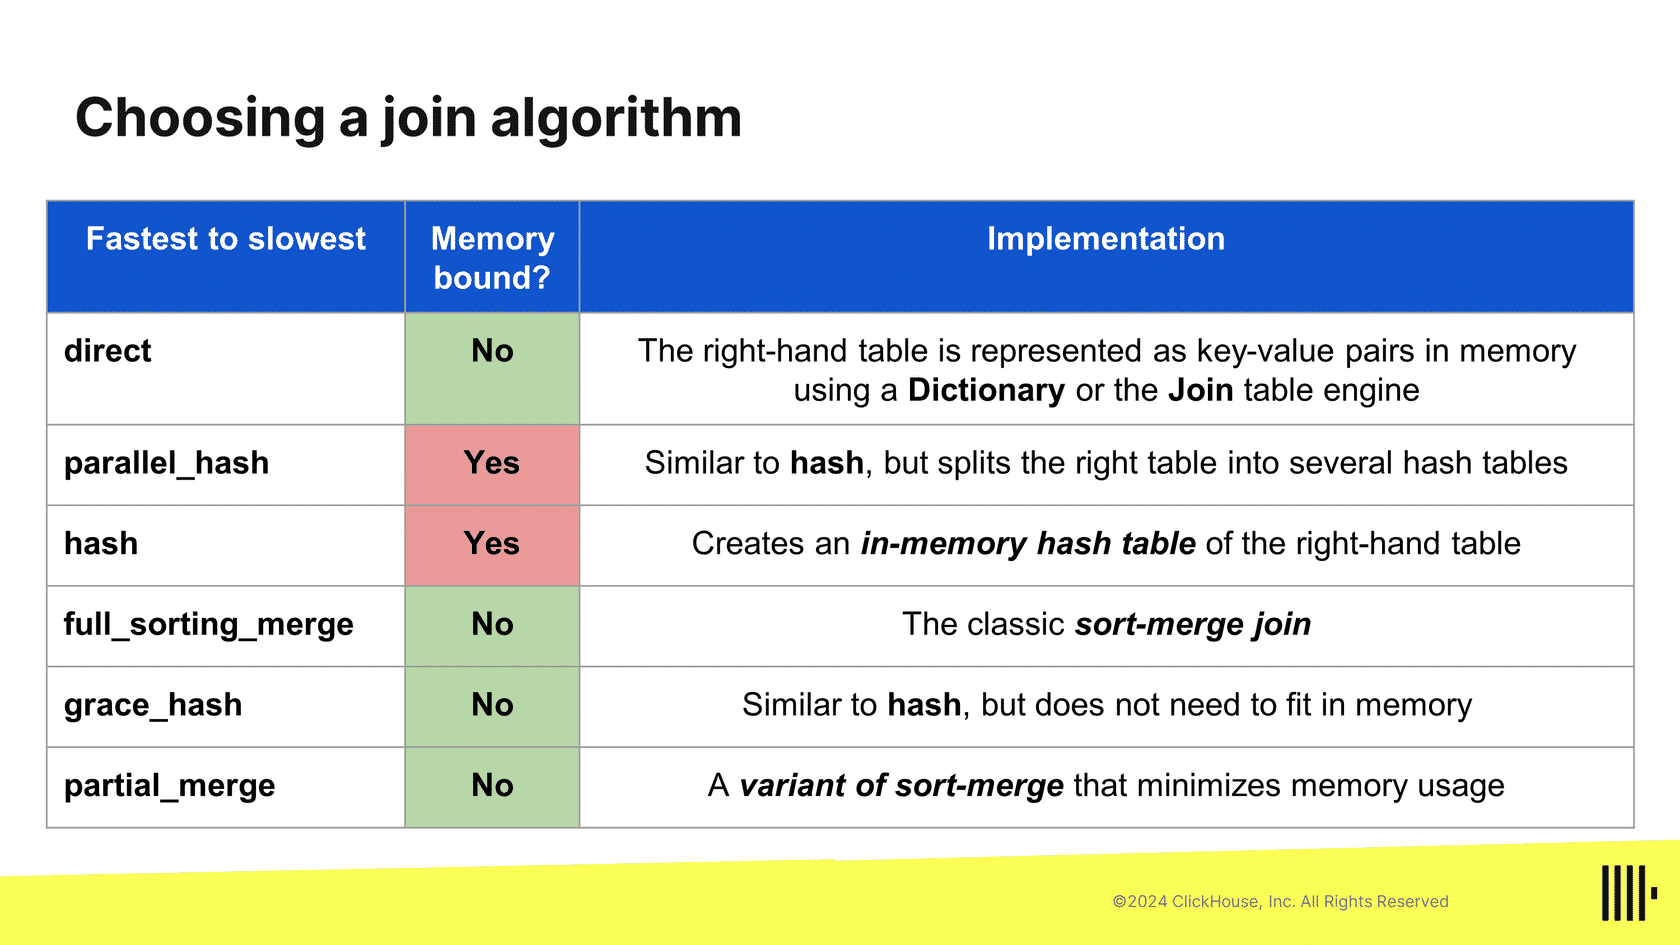 Choosing a join algorithm
Fastest to slowest
Memory
bound?
Implementation
direct
No
The right-hand table is represented as key-value pairs in memory
using a Dictionary or the Join table engine
parallel_hash
Yes
Similar to hash, but splits the right table into several hash tables
hash
Yes
Creates an in-memory hash table of the right-hand table
full_sorting_merge
No
The classic sort-merge join
grace_hash
No
Similar to hash, but does not need to fit in memory
partial_merge
No
A variant of sort-merge that minimizes memory usage
©2024 ClickHouse, Inc. All Rights Reserved